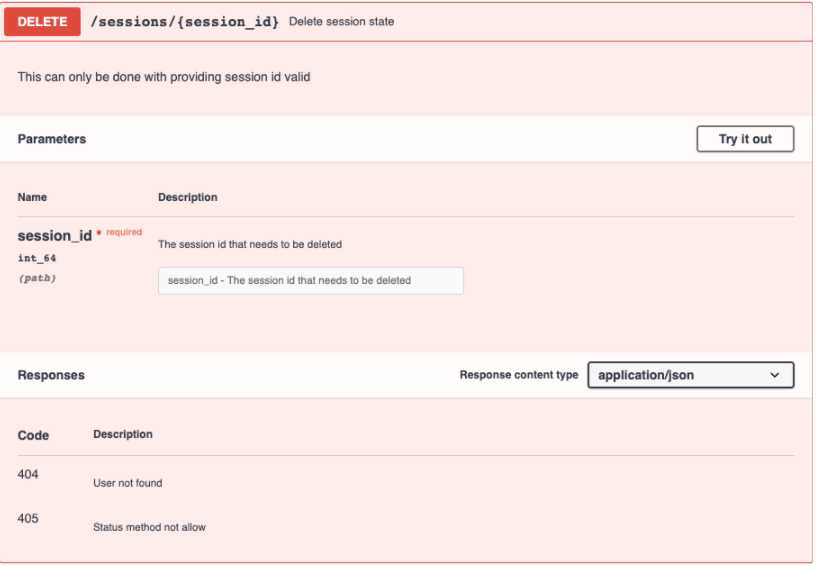 DELETE /sessions/{session_id} Delete session state
This can only be done with providing session id valid
Parameters Try it out
Name Description
session_id * required
The session id that needs to be deleted
int_64
(path)
session_id - The session id that needs to be deleted
Responses Response content type application/json
Code Description
404 User not found
405 Status method not allow